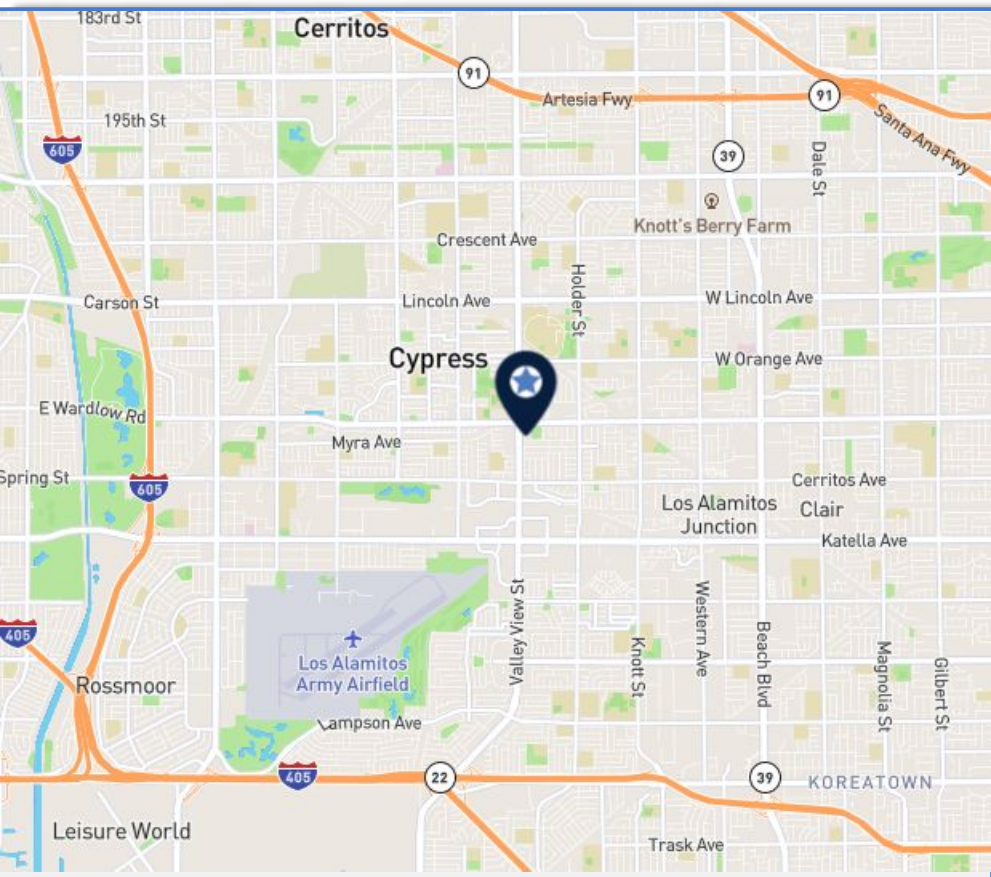 183rd St
Cerritos
91
Artesia Fwy
91
195th St
Santa Ana Fwy
605
39
Dale St
Knott's Berry Farm
Crescent Ave
Holder St
Carson St
Lincoln Ave
W Lincoln Ave
Cypress
W Orange Ave
E Wardlow Rd
Myra Ave
Spring St
605
Cerritos Ave
Los Alamitos
Junction
Clair
Katella Ave
Valley View St
Western Ave
405
Beach Blvd
Knott St
Magnolia St
Gilbert St
Los Alamitos
Army Airfield
Rossmoor
Lampson Ave
405
22
39
KOREATOWN
Leisure World
Trask Ave